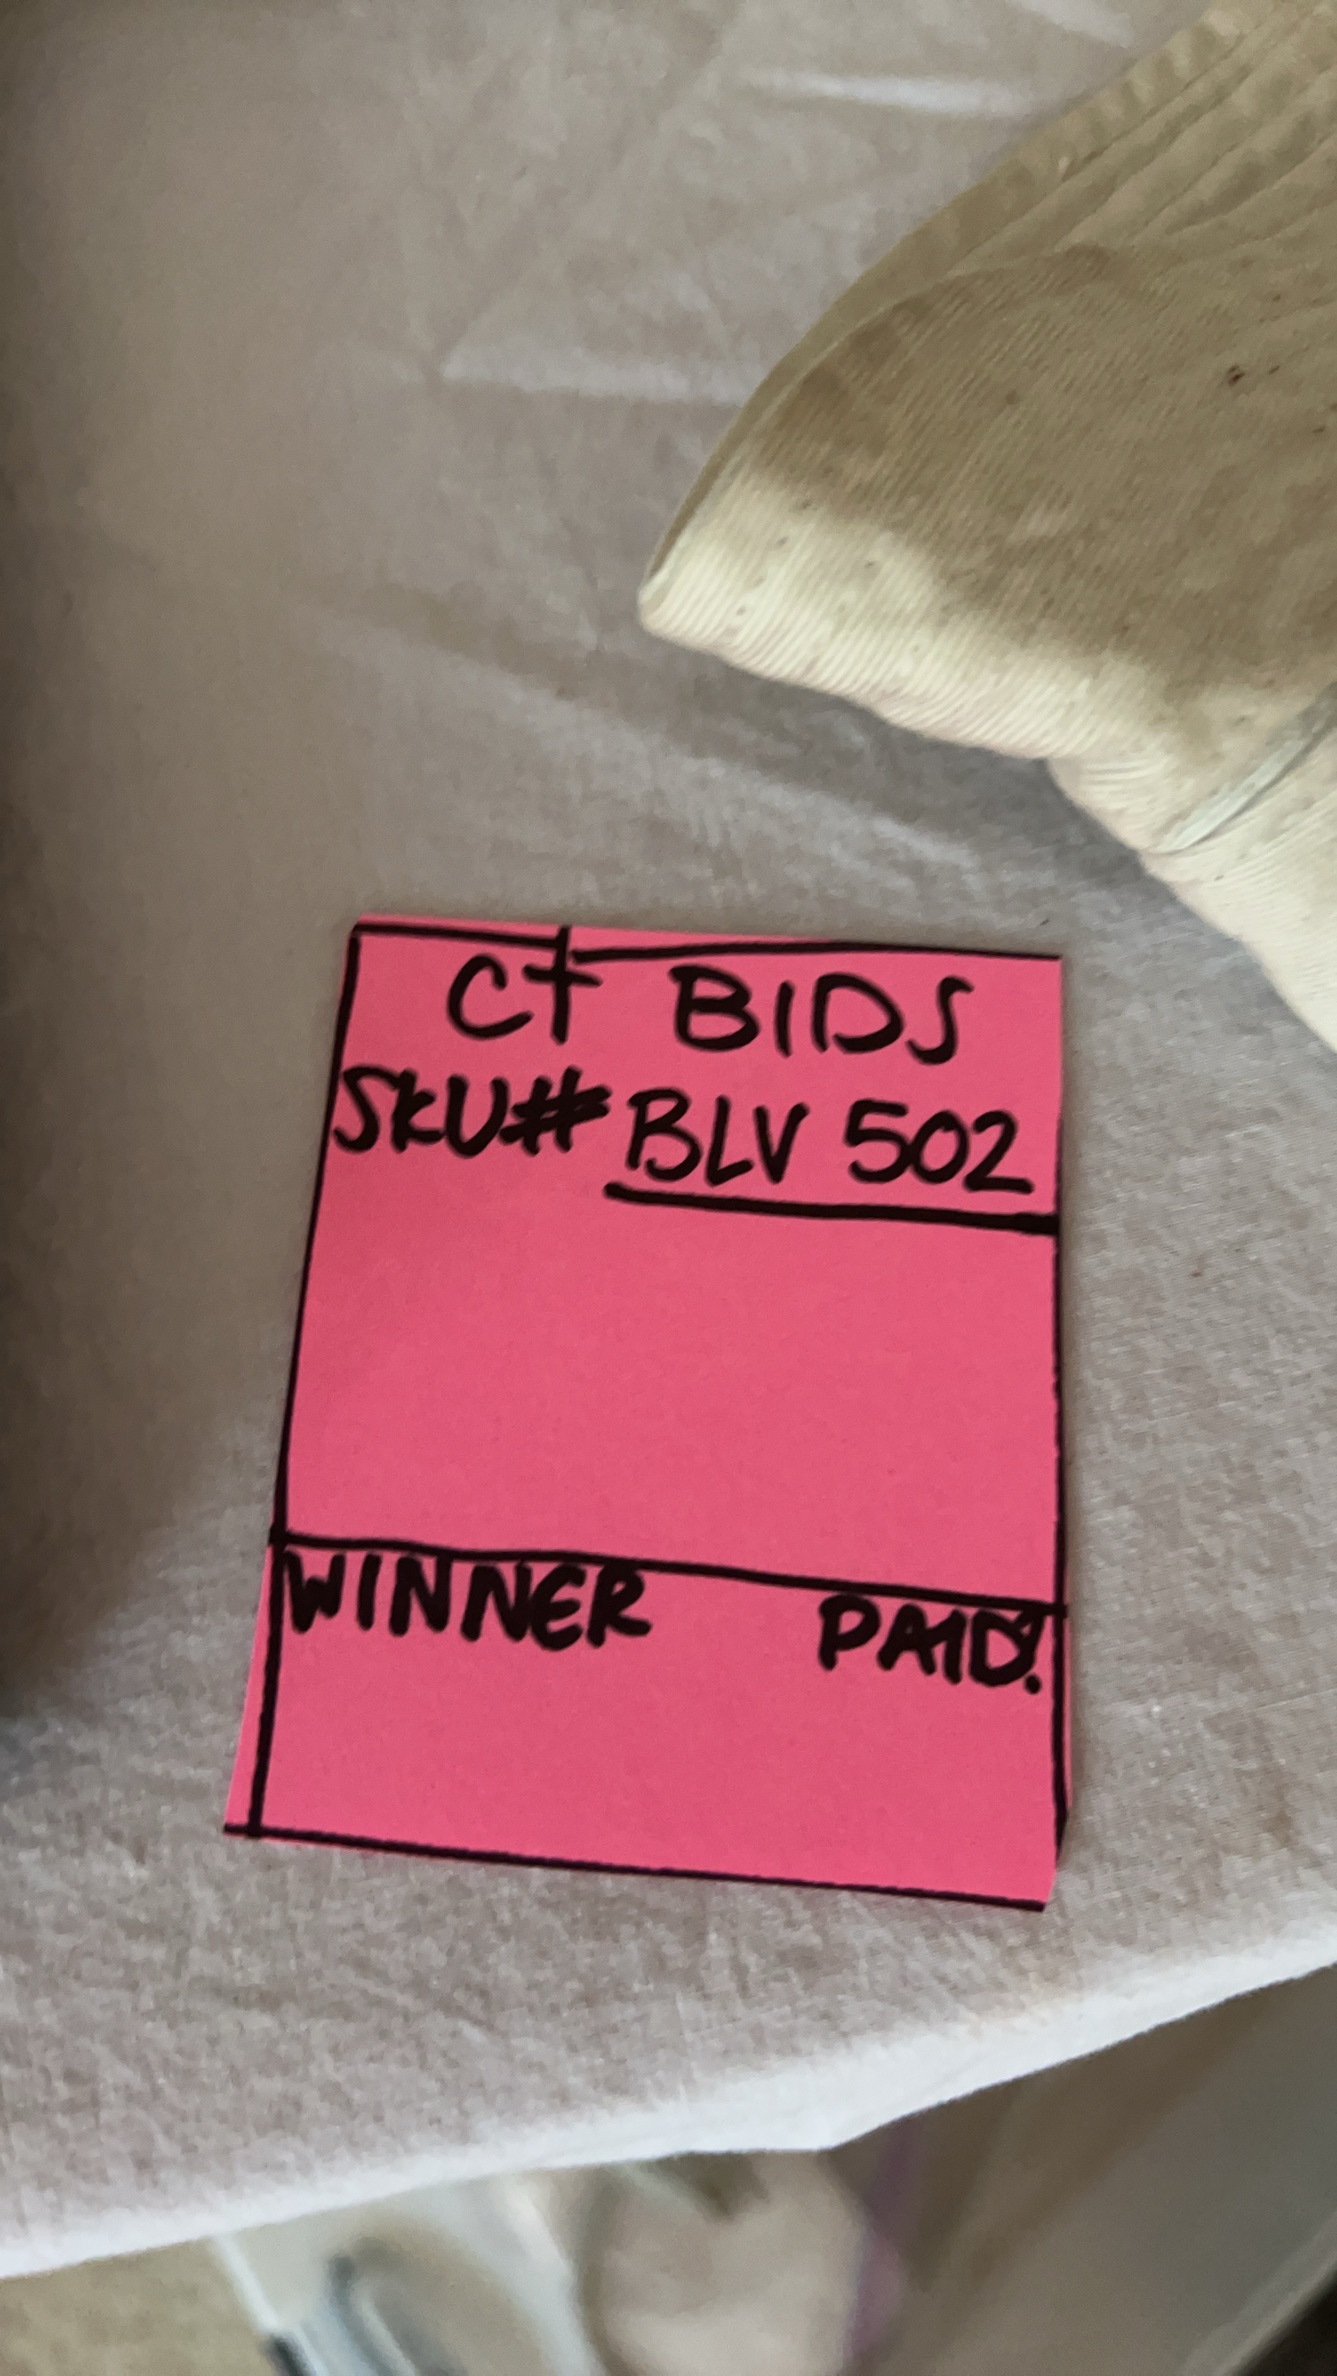 CT BIDS
SKU# BLV 502
WINNER PAID!